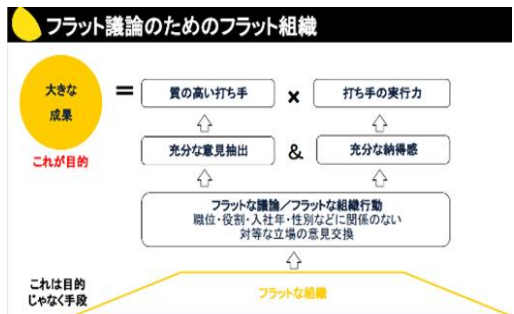 フラット議論のためのフラット組織
大きな
成果
=
質の高い打ち手
×
打ち手の実行力
これが目的
充分な意見抽出
&
充分な納得感
フラットな議論/フラットな組織行動
職位・役割・入社年・性別などに関係のない
対等な立場の意見交換
これは目的
じゃなく手段
フラットな組織